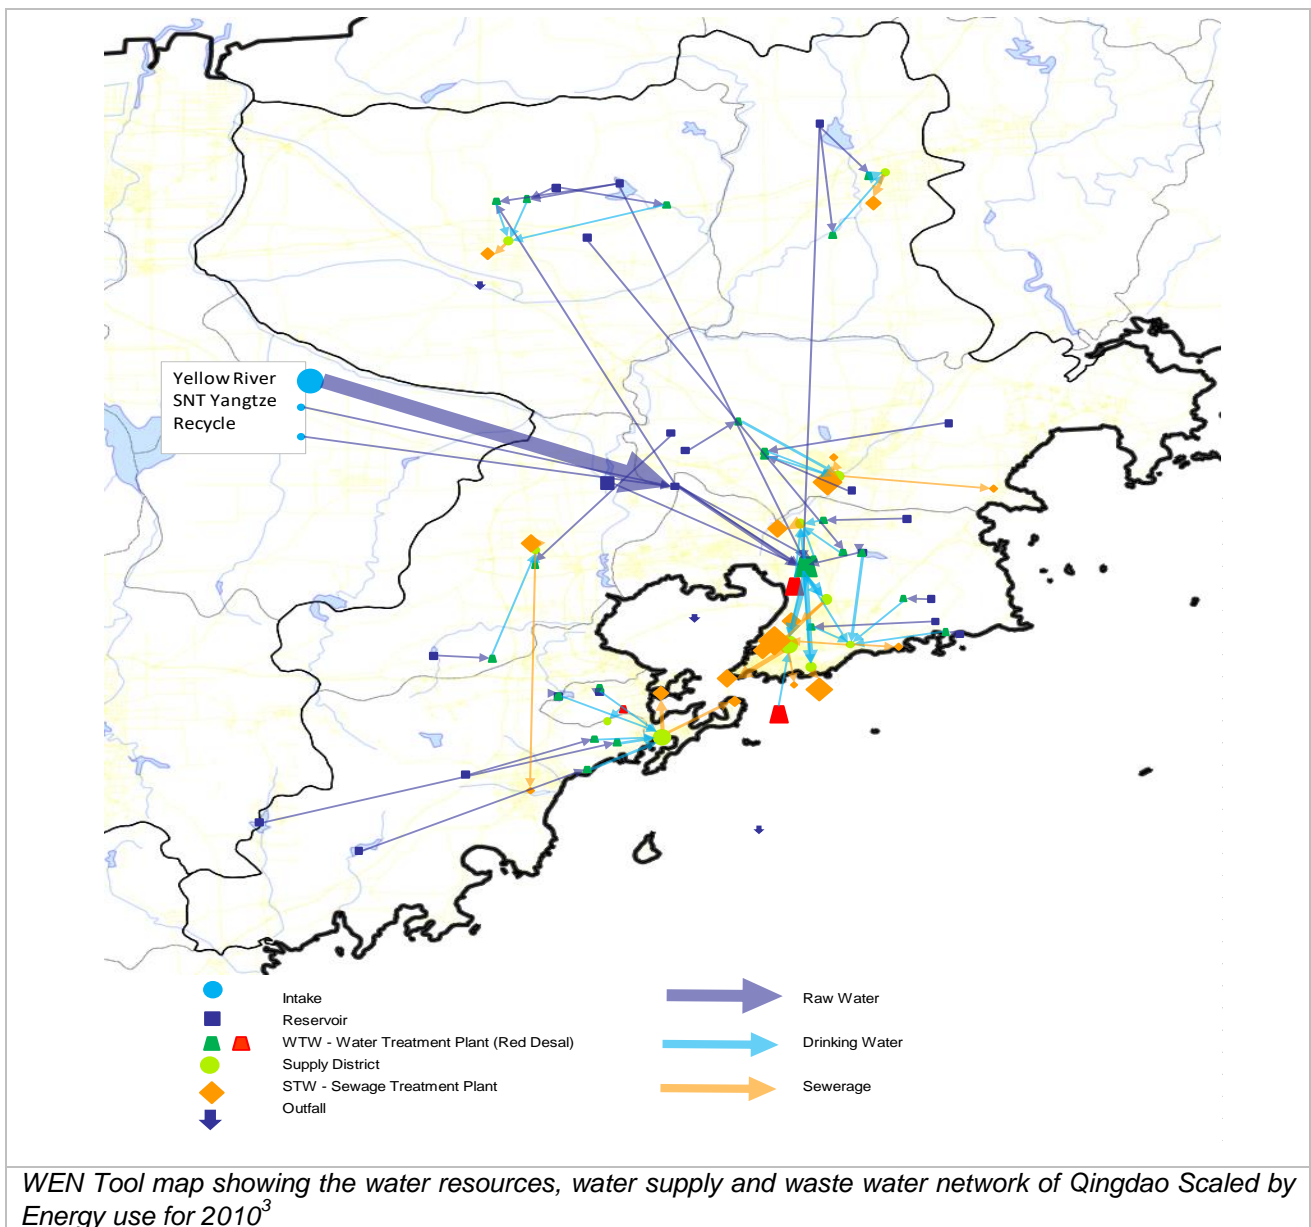 Yellow River
SNT Yangtze
Recycle
Intake
Raw Water
Reservoir
WTW - Water Treatment Plant (Red Desal)
Drinking Water
Supply District
STW - Sewage Treatment Plant
Sewerage
Outfall
WEN Tool map showing the water resources, water supply and waste water network of Qingdao Scaled by
Energy use for 2010³